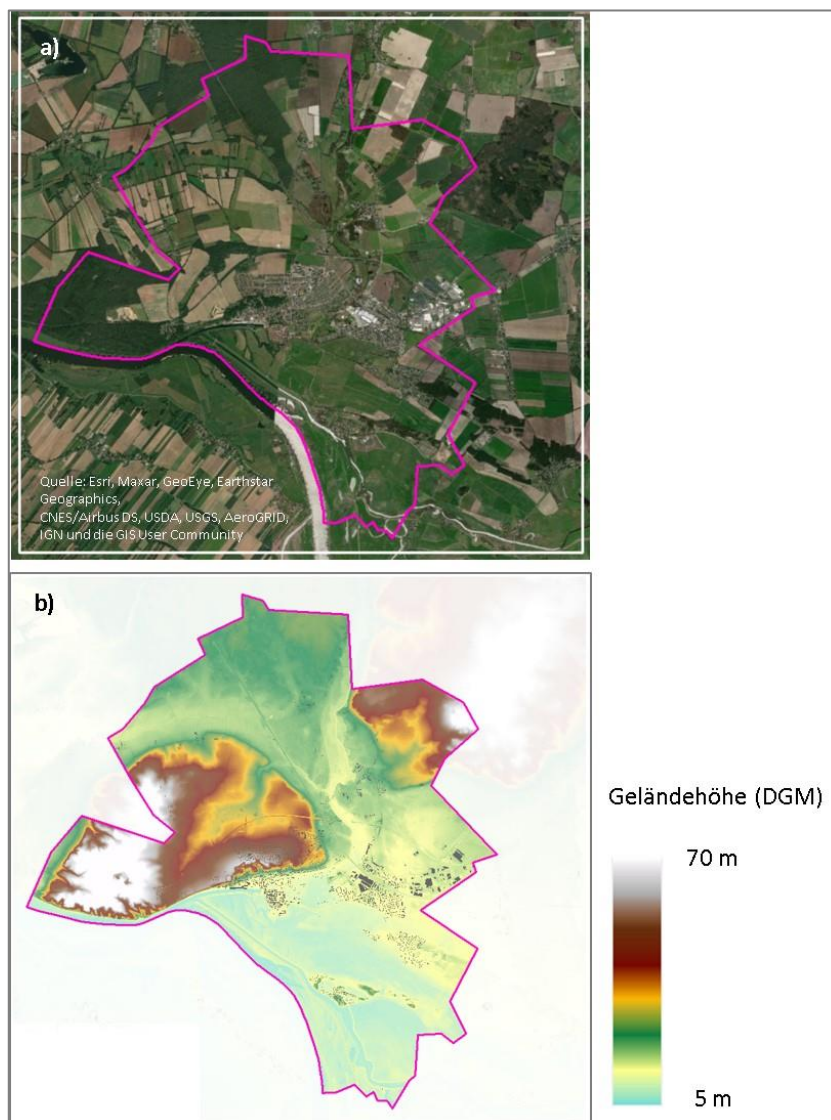 a)
Quelle: Esri, Maxar, GeoEye, Earthstar
Geographics,
CNES/Airbus DS, USDA, USGS, AeroGRID,
IGN und die GIS User Community
b)
Geländehöhe (DGM)
70 m
5 m